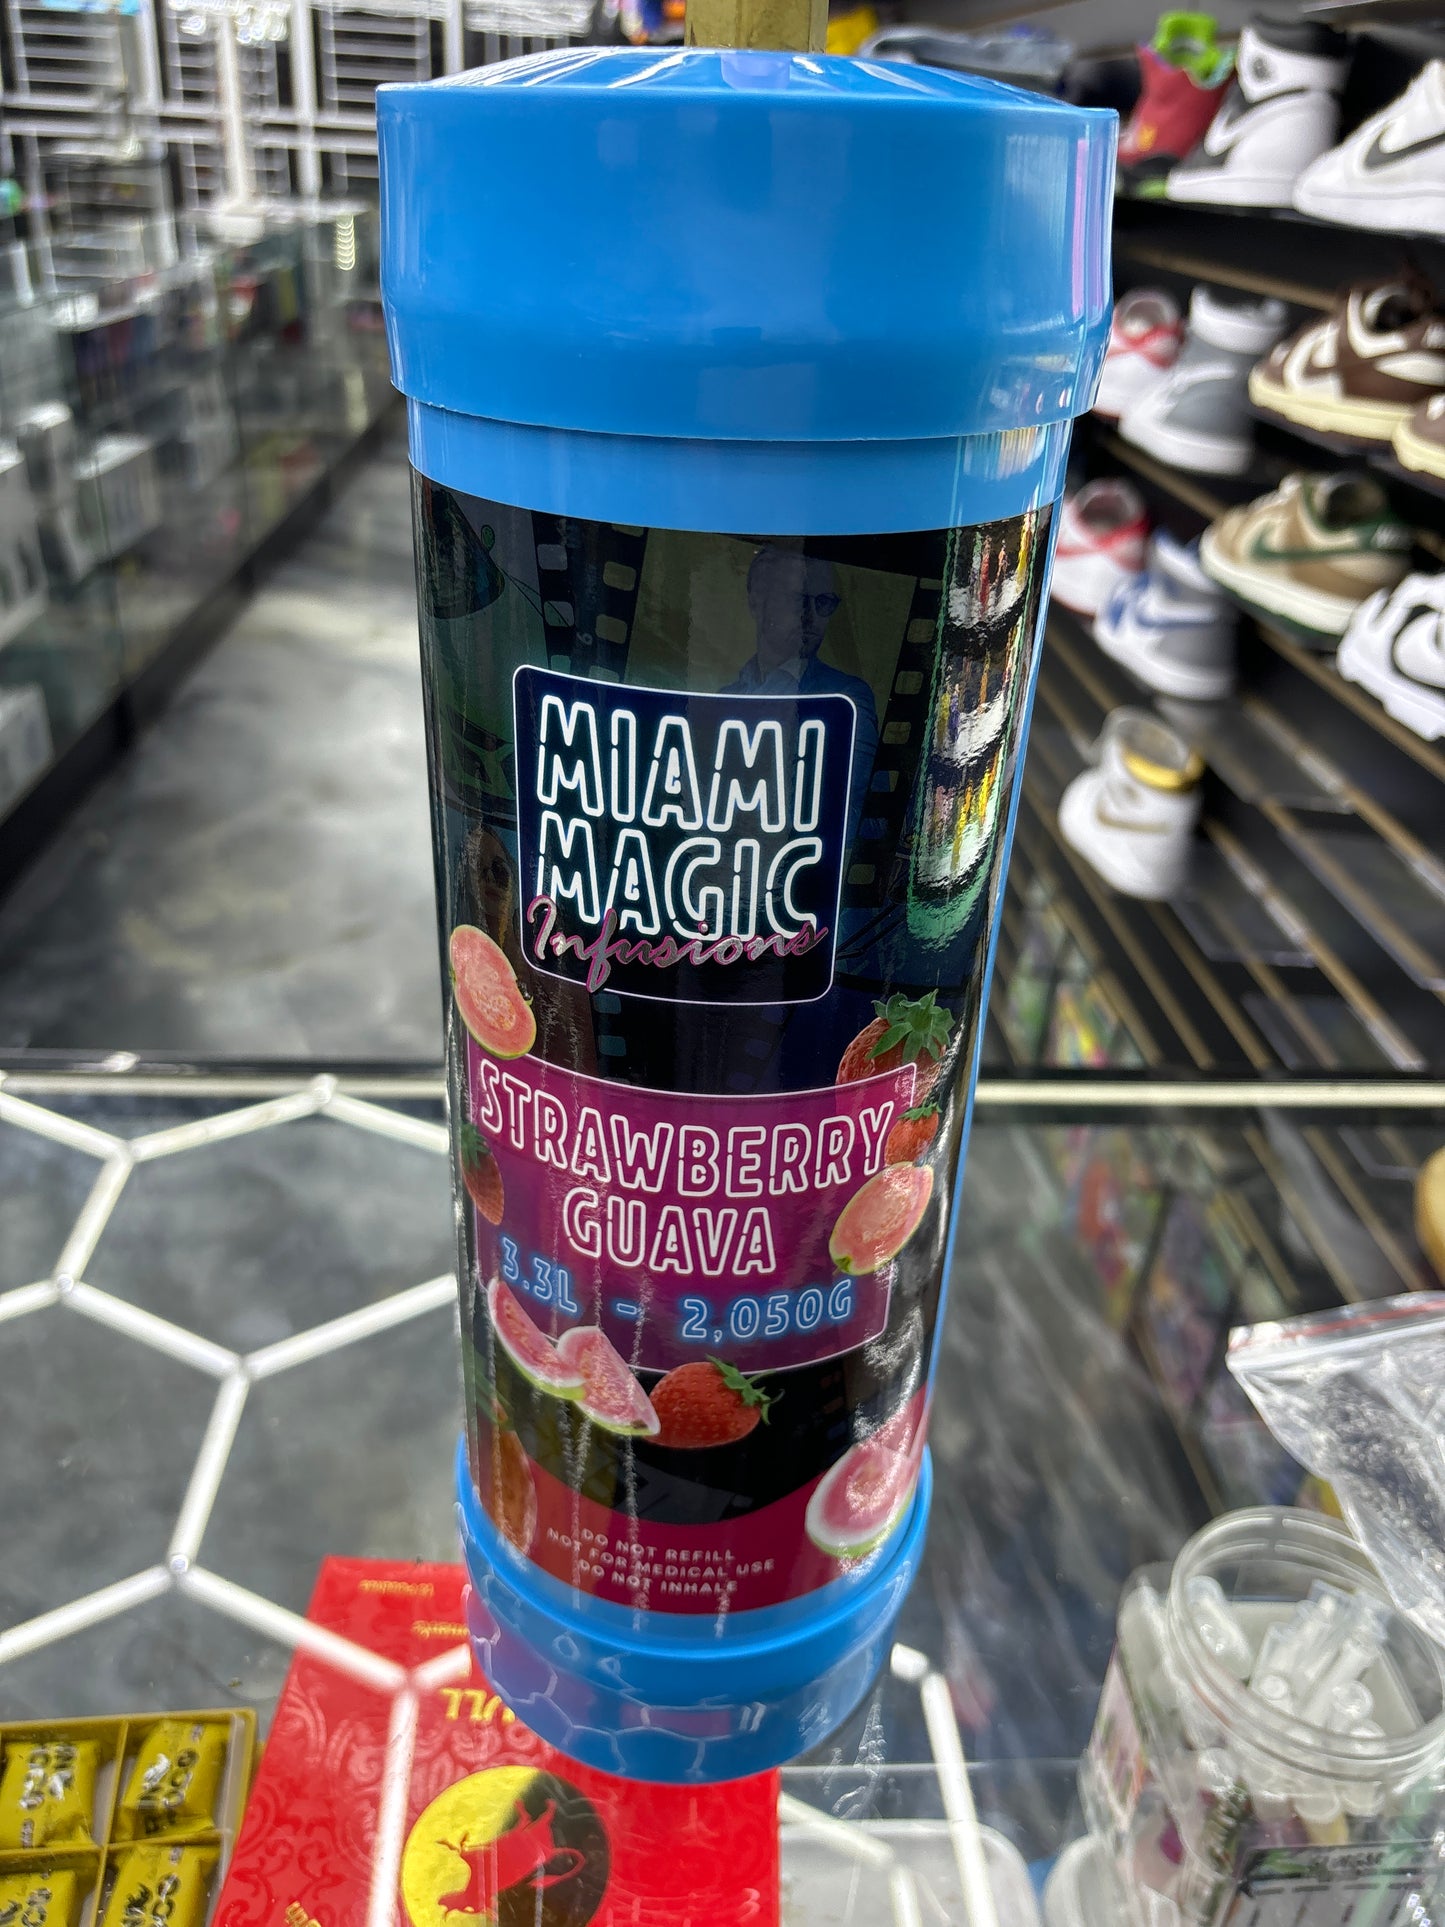 MIAMI
MAGIC
Infusions
STRAWBERRY
GUAVA
3.3L - 2,050G
DO NOT REFILL
NOT FOR MEDICAL USE
DO NOT INHALE